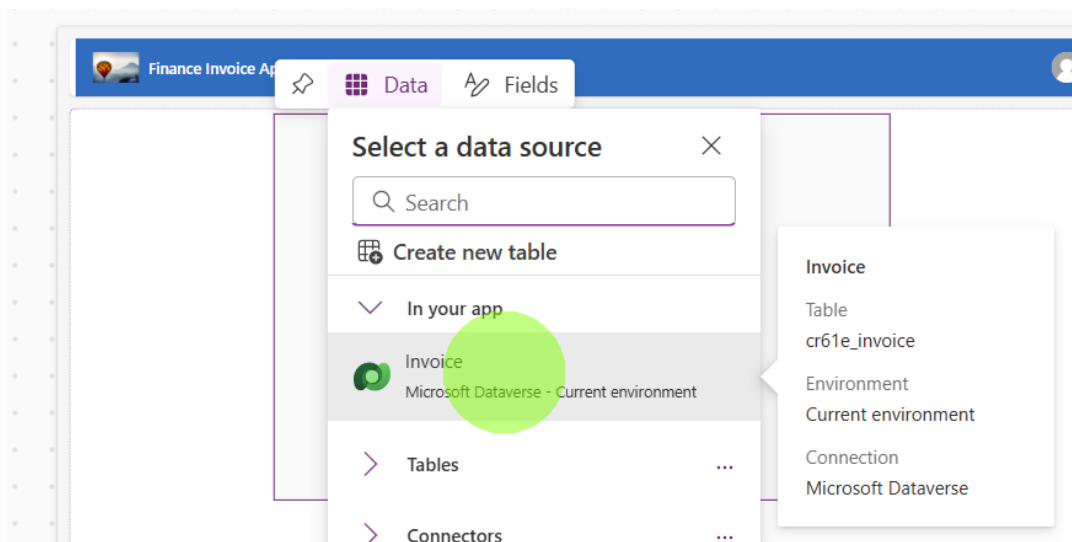 Finance Invoice Ap
Data
Fields
Select a data source
Search
Create new table
In your app
Invoice
Microsoft Dataverse - Current environment
Tables
...
Connectors
...
Invoice
Table
cr61e_invoice
Environment
Current environment
Connection
Microsoft Dataverse